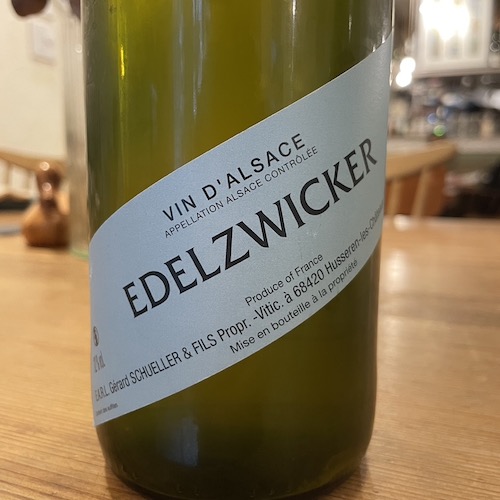 VIN D'ALSACE
APPELLATION ALSACE CONTRÔLÉE
EDELZWICKER
Produce of France
S.A.R.L. Gérard SCHUELLER & FILS Propr. -Vitic. à 68420 Husseren-les-Châteaux
Mise en bouteille à la propriété